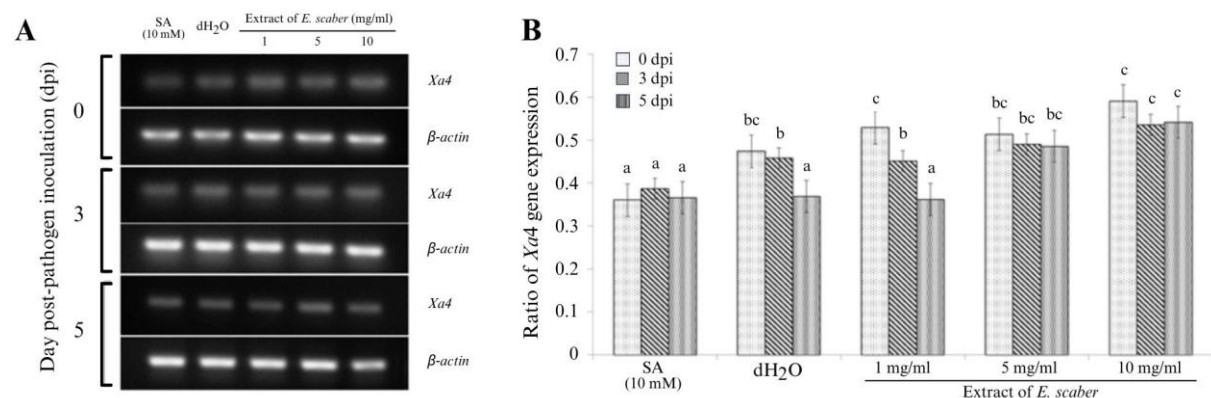 A
SA
(10 mM)
dH2O
Extract of E. scaber (mg/ml)
1 5 10
Day post-pathogen inoculation (dpi)
0
Xa4
β-actin
3
Xa4
β-actin
5
Xa4
β-actin
B
Ratio of Xa4 gene expression
0.7
0.6
0.5
0.4
0.3
0.2
0.1
0
0 dpi
3 dpi
5 dpi
a a a
bc b a
c b a
bc bc bc
c c c
SA
(10 mM)
dH2O
1 mg/ml 5 mg/ml 10 mg/ml
Extract of E. scaber